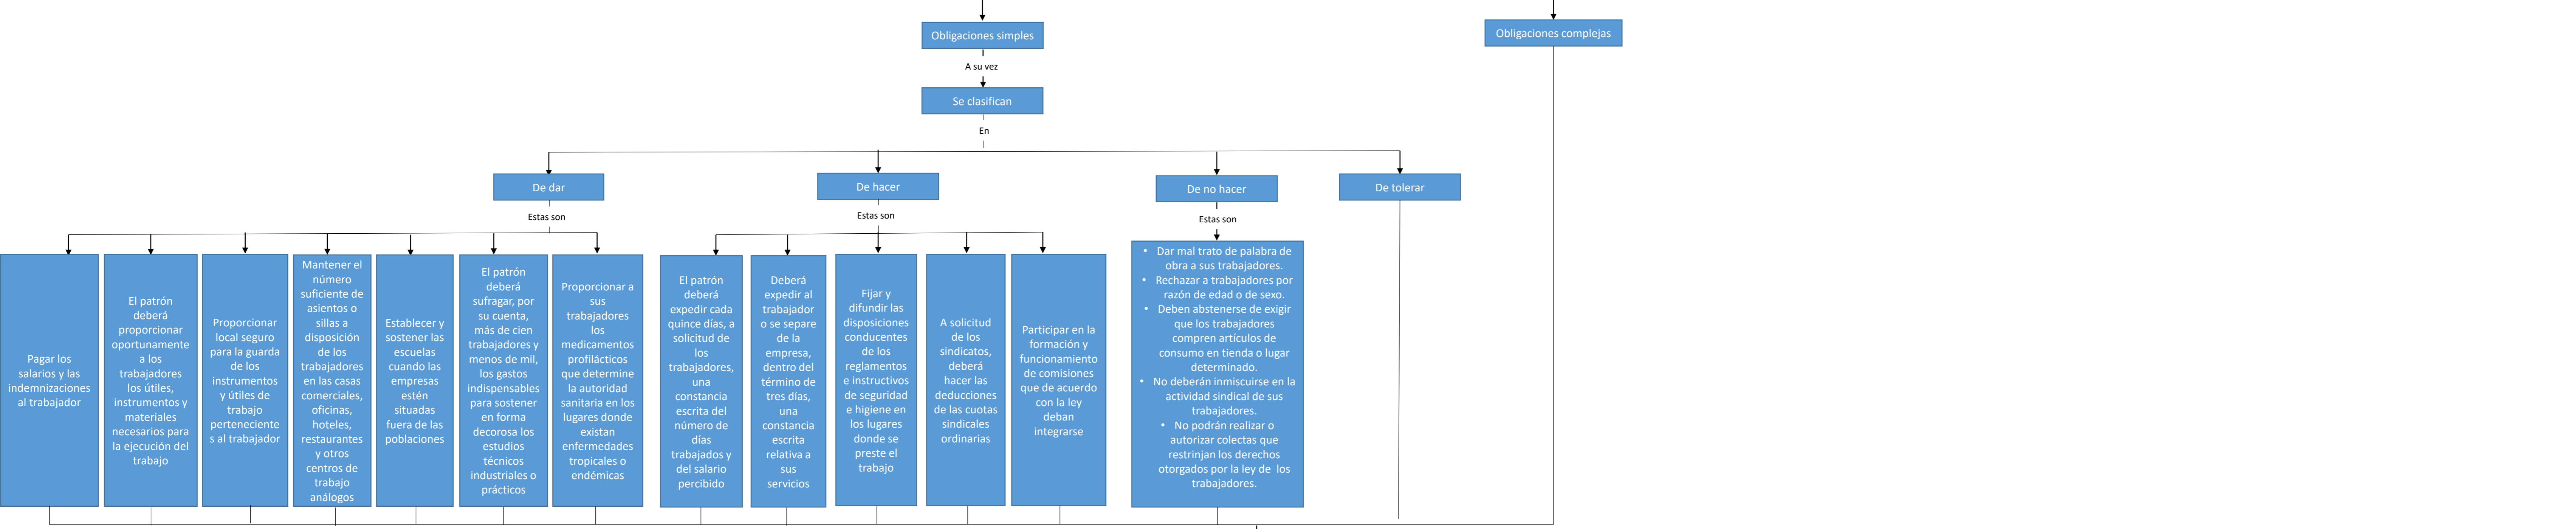 Obligaciones simples
Obligaciones complejas
A su vez
Se clasifican
En
De dar
De hacer
De no hacer
De tolerar
Estas son
Estas son
Estas son
Pagar los
salarios y las
indemnizaciones
al trabajador
El patrón
deberá
proporcionar
oportunamente
a los
trabajadores
los útiles,
instrumentos y
materiales
necesarios para
la ejecución del
trabajo
Proporcionar
local seguro
para la guarda
de los
instrumentos
y útiles de
trabajo
perteneciente
s al trabajador
Mantener el
número
suficiente de
asientos o
sillas a
disposición
de los
trabajadores
en las casas
comerciales,
oficinas,
hoteles,
restaurantes
y otros
centros de
trabajo
análogos
Establecer y
sostener las
escuelas
cuando las
empresas
estén
situadas
fuera de las
poblaciones
El patrón
deberá
sufragar, por
su cuenta,
más de cien
trabajadores y
menos de mil,
los gastos
indispensables
para sostener
en forma
decorosa los
estudios
técnicos
industriales o
prácticos
Proporcionar a
sus
trabajadores
los
medicamentos
profilácticos
que determine
la autoridad
sanitaria en los
lugares donde
existan
enfermedades
tropicales o
endémicas
El patrón
deberá
expedir cada
quince días, a
solicitud de
los
trabajadores,
una
constancia
escrita del
número de
días
trabajados y
del salario
percibido
Deberá
expedir al
trabajador
o se separe
de la
empresa,
dentro del
término de
tres días,
una
constancia
escrita
relativa a
sus
servicios
Fijar y
difundir las
disposiciones
conducentes
de los
reglamentos
e instructivos
de seguridad
e higiene en
los lugares
donde se
preste el
trabajo
A solicitud
de los
sindicatos,
deberá
hacer las
deducciones
de las cuotas
sindicales
ordinarias
Participar en la
formación y
funcionamiento
de comisiones
que de acuerdo
con la ley
deban
integrarse
• Dar mal trato de palabra de
obra a sus trabajadores.
• Rechazar a trabajadores por
razón de edad o de sexo.
• Deben abstenerse de exigir
que los trabajadores
compren artículos de
consumo en tienda o lugar
determinado.
• No deberán inmiscuirse en la
actividad sindical de sus
trabajadores.
• No podrán realizar o
autorizar colectas que
restrinjan los derechos
otorgados por la ley de los
trabajadores.